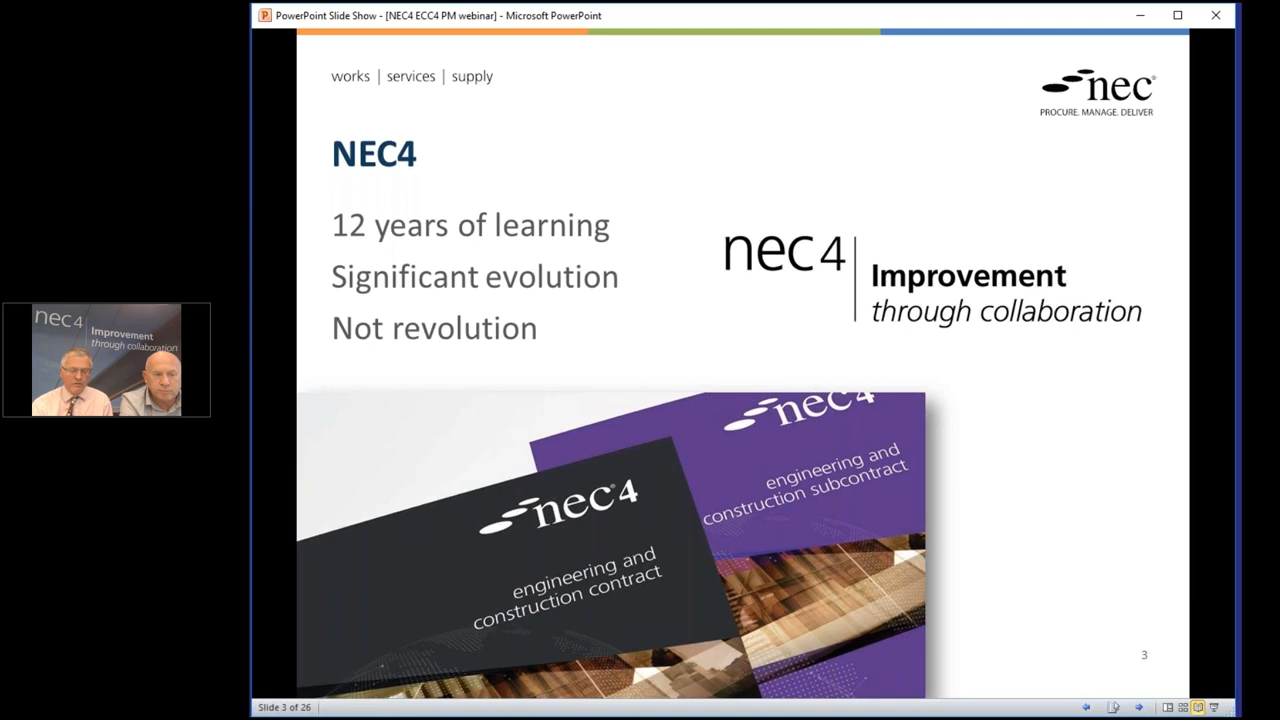 PowerPoint Slide Show - [NEC4 ECC4 PM webinar] - Microsoft PowerPoint
works | services | supply
nec®
PROCURE. MANAGE. DELIVER
NEC4
12 years of learning
Significant evolution
Not revolution
nec4 | Improvement
through collaboration
nec4 | Improvement
through collaboration
nec4
engineering and
construction subcontract
nec®4
engineering and
construction contract
3
Slide 3 of 26